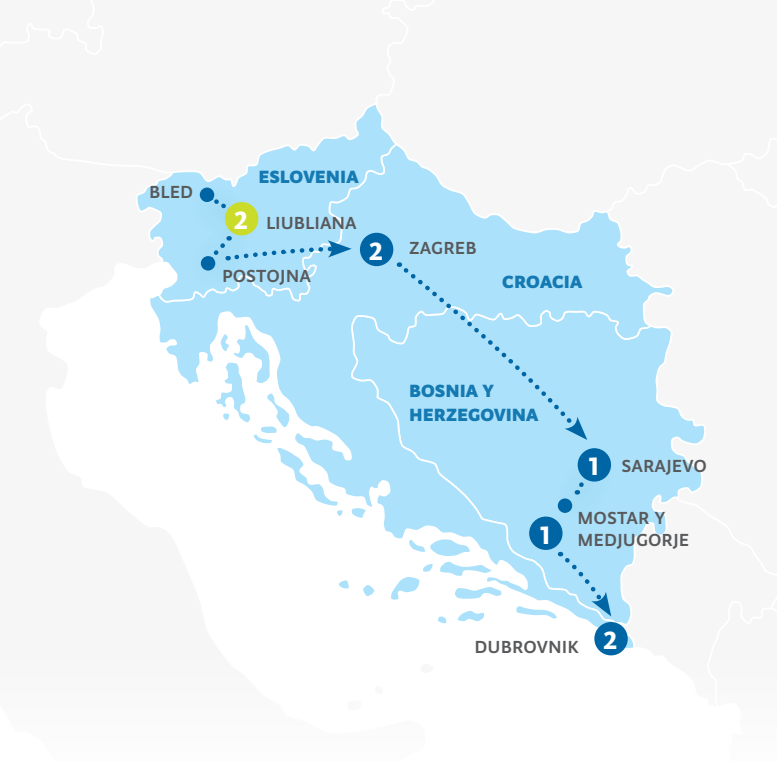 ESLOVENIA
BLED
2
LIUBLIANA
POSTOJNA
2
ZAGREB
CROACIA
BOSNIA Y
HERZEGOVINA
1
SARAJEVO
1
MOSTAR Y
MEDJUGORJE
DUBROVNIK
2